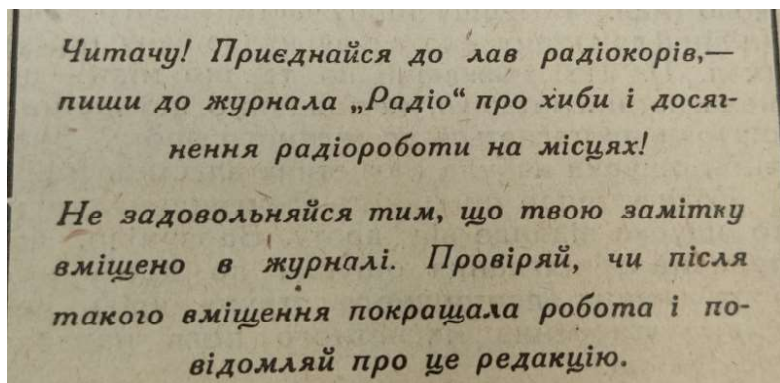 Читачу! Приєднайся до лав радіокорів,—
пиши до журнала „Радіо“ про хиби і досяг-
нення радіороботи на місцях!
Не задовольняйся тим, що твою замітку
вміщено в журналі. Провіряй, чи після
такого вміщення покращала робота і по-
відомляй про це редакцію.